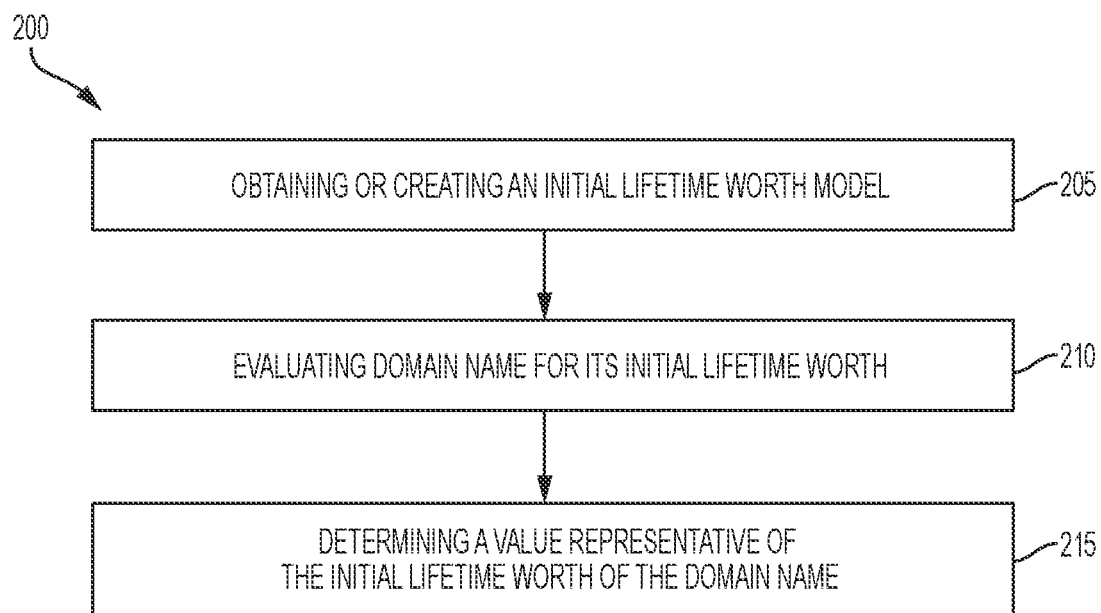 200
OBTAINING OR CREATING AN INITIAL LIFETIME WORTH MODEL
205
EVALUATING DOMAIN NAME FOR ITS INITIAL LIFETIME WORTH
210
DETERMINING A VALUE REPRESENTATIVE OF
THE INITIAL LIFETIME WORTH OF THE DOMAIN NAME
215